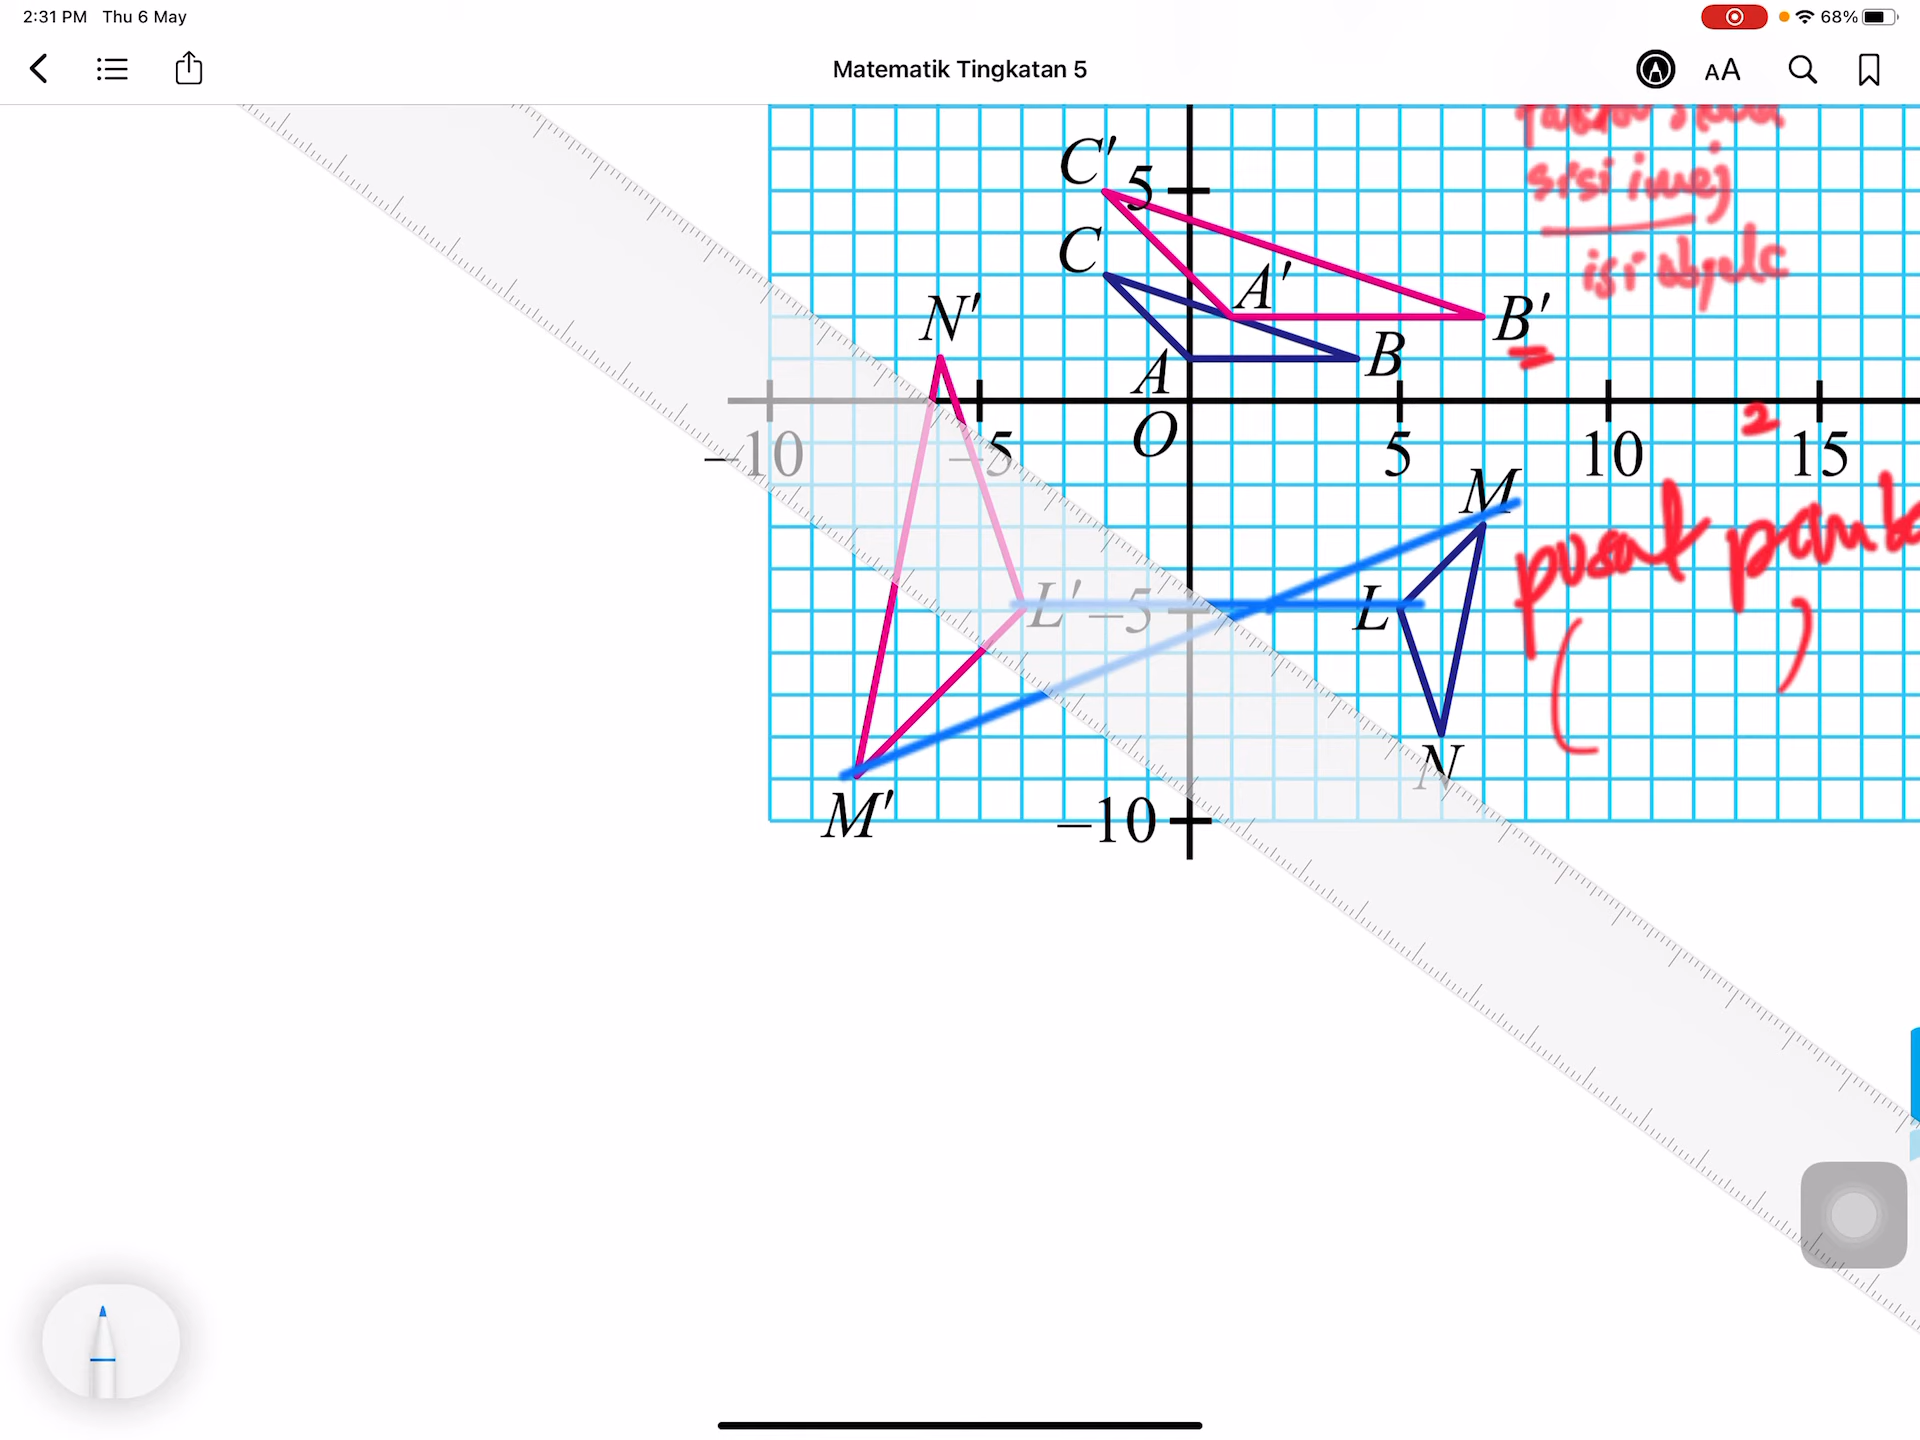 2:31 PM Thu 6 May
68%
Matematik Tingkatan 5
AA
sisi imej
isi objek
C'
5
C
A'
N'
B'
B
A
–10
–5
O
5
10
15
2
M
pusat
L'
–5
L
(
)
N
M'
–10